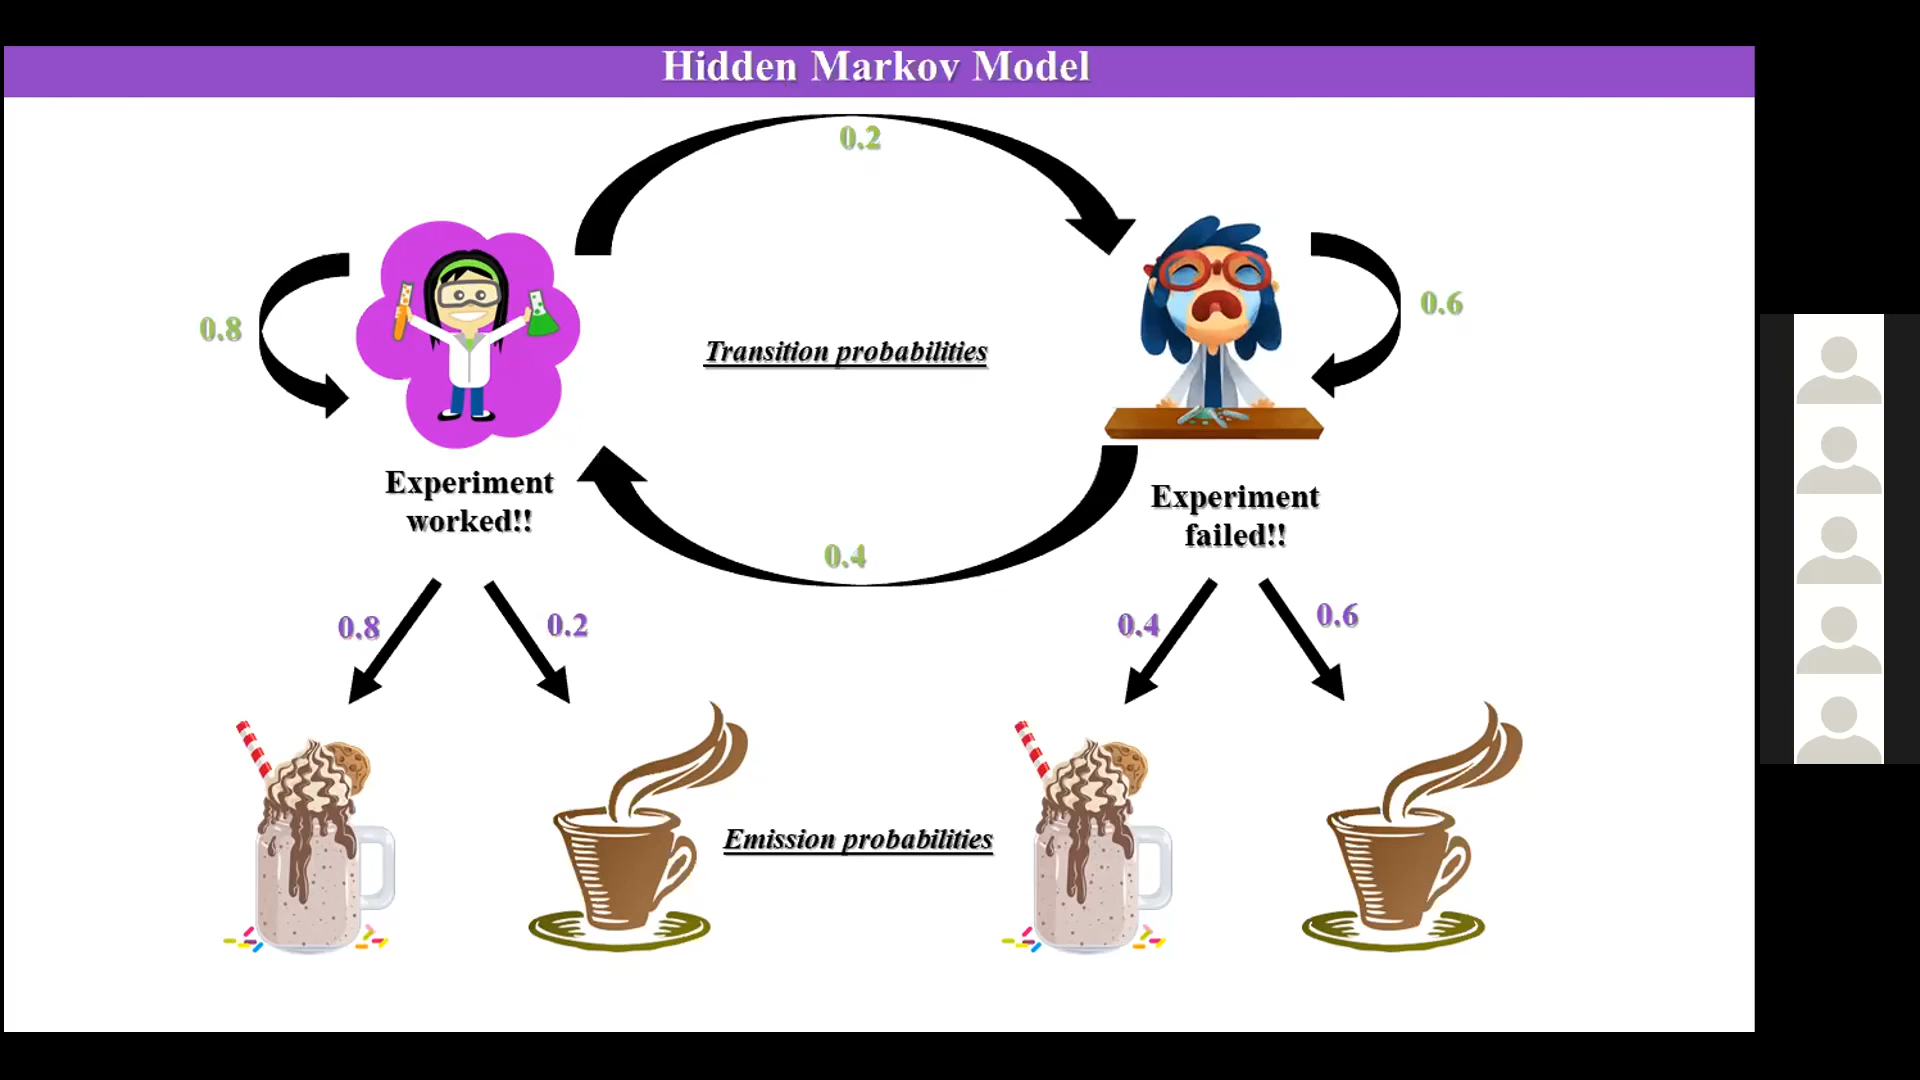 Hidden Markov Model
0.2
0.8
0.6
Transition probabilities
Experiment
worked!!
Experiment
failed!!
0.4
0.8
0.2
0.4
0.6
Emission probabilities